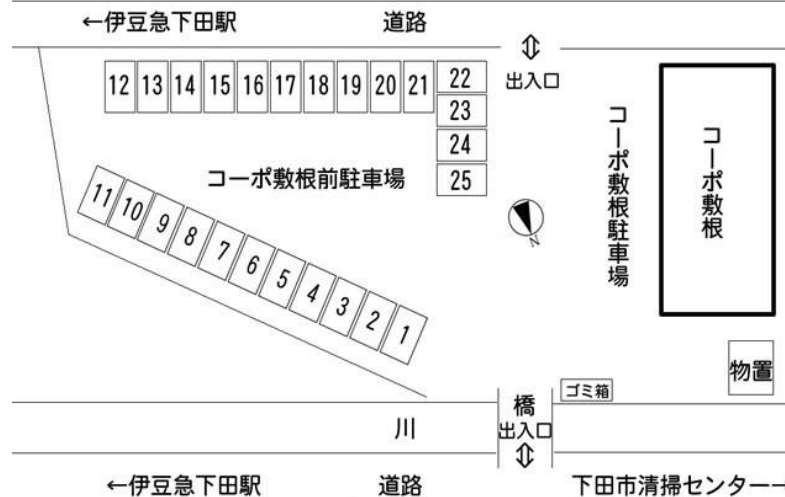 ←伊豆急下田駅 道路
⇕
出入口
12 13 14 15 16 17 18 19 20 21 22
23
24
25
コーポ敷根前駐車場
コーポ敷根駐車場
コーポ敷根
N
11 10 9 8 7 6 5 4 3 2 1
物置
ゴミ箱
橋
出入口
⇕
川
←伊豆急下田駅 道路 下田市清掃センター→